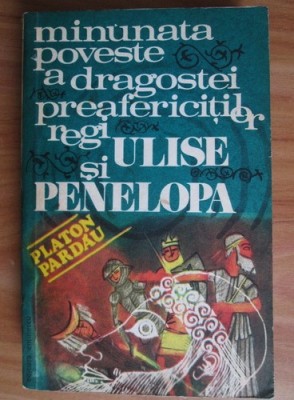 minunata
poveste
a dragostei
preafericiților
regi
ULISE
și
PENELOPA
PLATON
PARDĂU